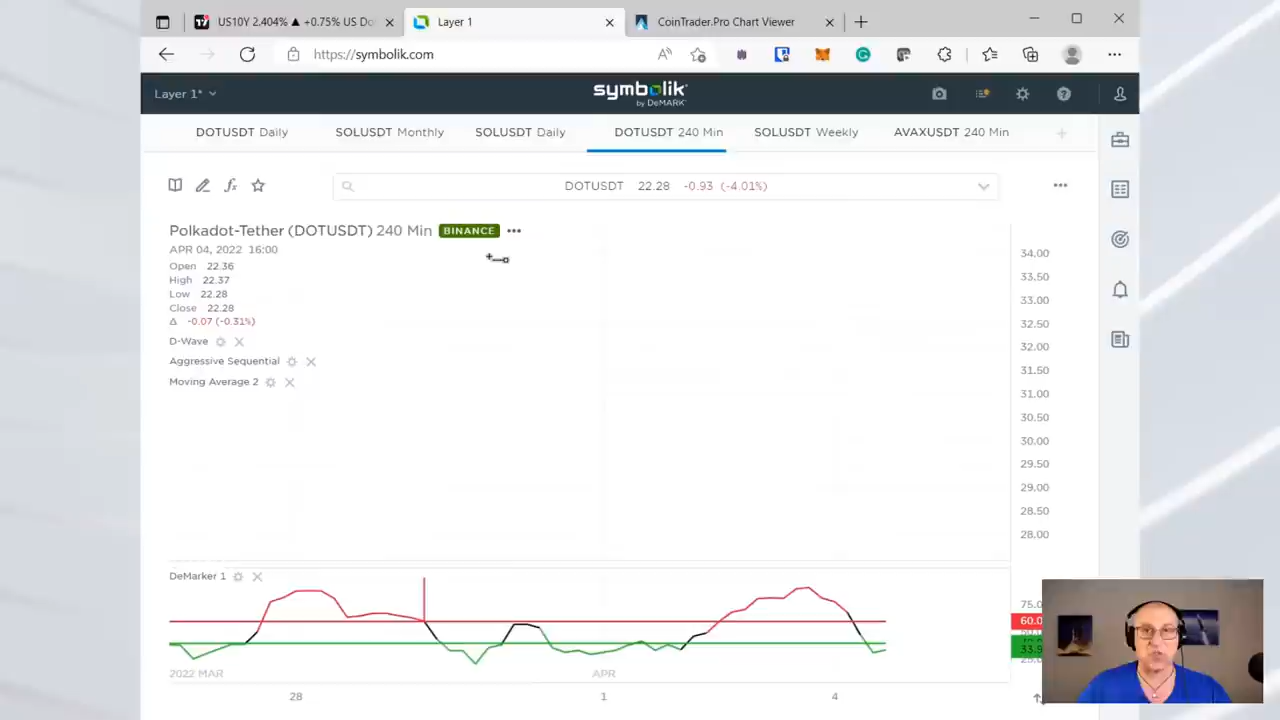 US10Y 2.404% ▲ +0.75% US Do
Layer 1
CoinTrader.Pro Chart Viewer
https://symbolik.com
Layer 1*
symbolik
by DeMARK
DOTUSDT Daily
SOLUSDT Monthly
SOLUSDT Daily
DOTUSDT 240 Min
SOLUSDT Weekly
AVAXUSDT 240 Min
DOTUSDT 22.28 -0.93 (-4.01%)
Polkadot-Tether (DOTUSDT) 240 Min BINANCE
APR 04, 2022 16:00
Open 22.36
High 22.37
Low 22.28
Close 22.28
Δ -0.07 (-0.31%)
D-Wave
Aggressive Sequential
Moving Average 2
34.00
33.50
33.00
32.50
32.00
31.50
31.00
30.50
30.00
29.50
29.00
28.50
28.00
DeMarker 1
75.0
60.0
33.9
2022 MAR
APR
28
1
4